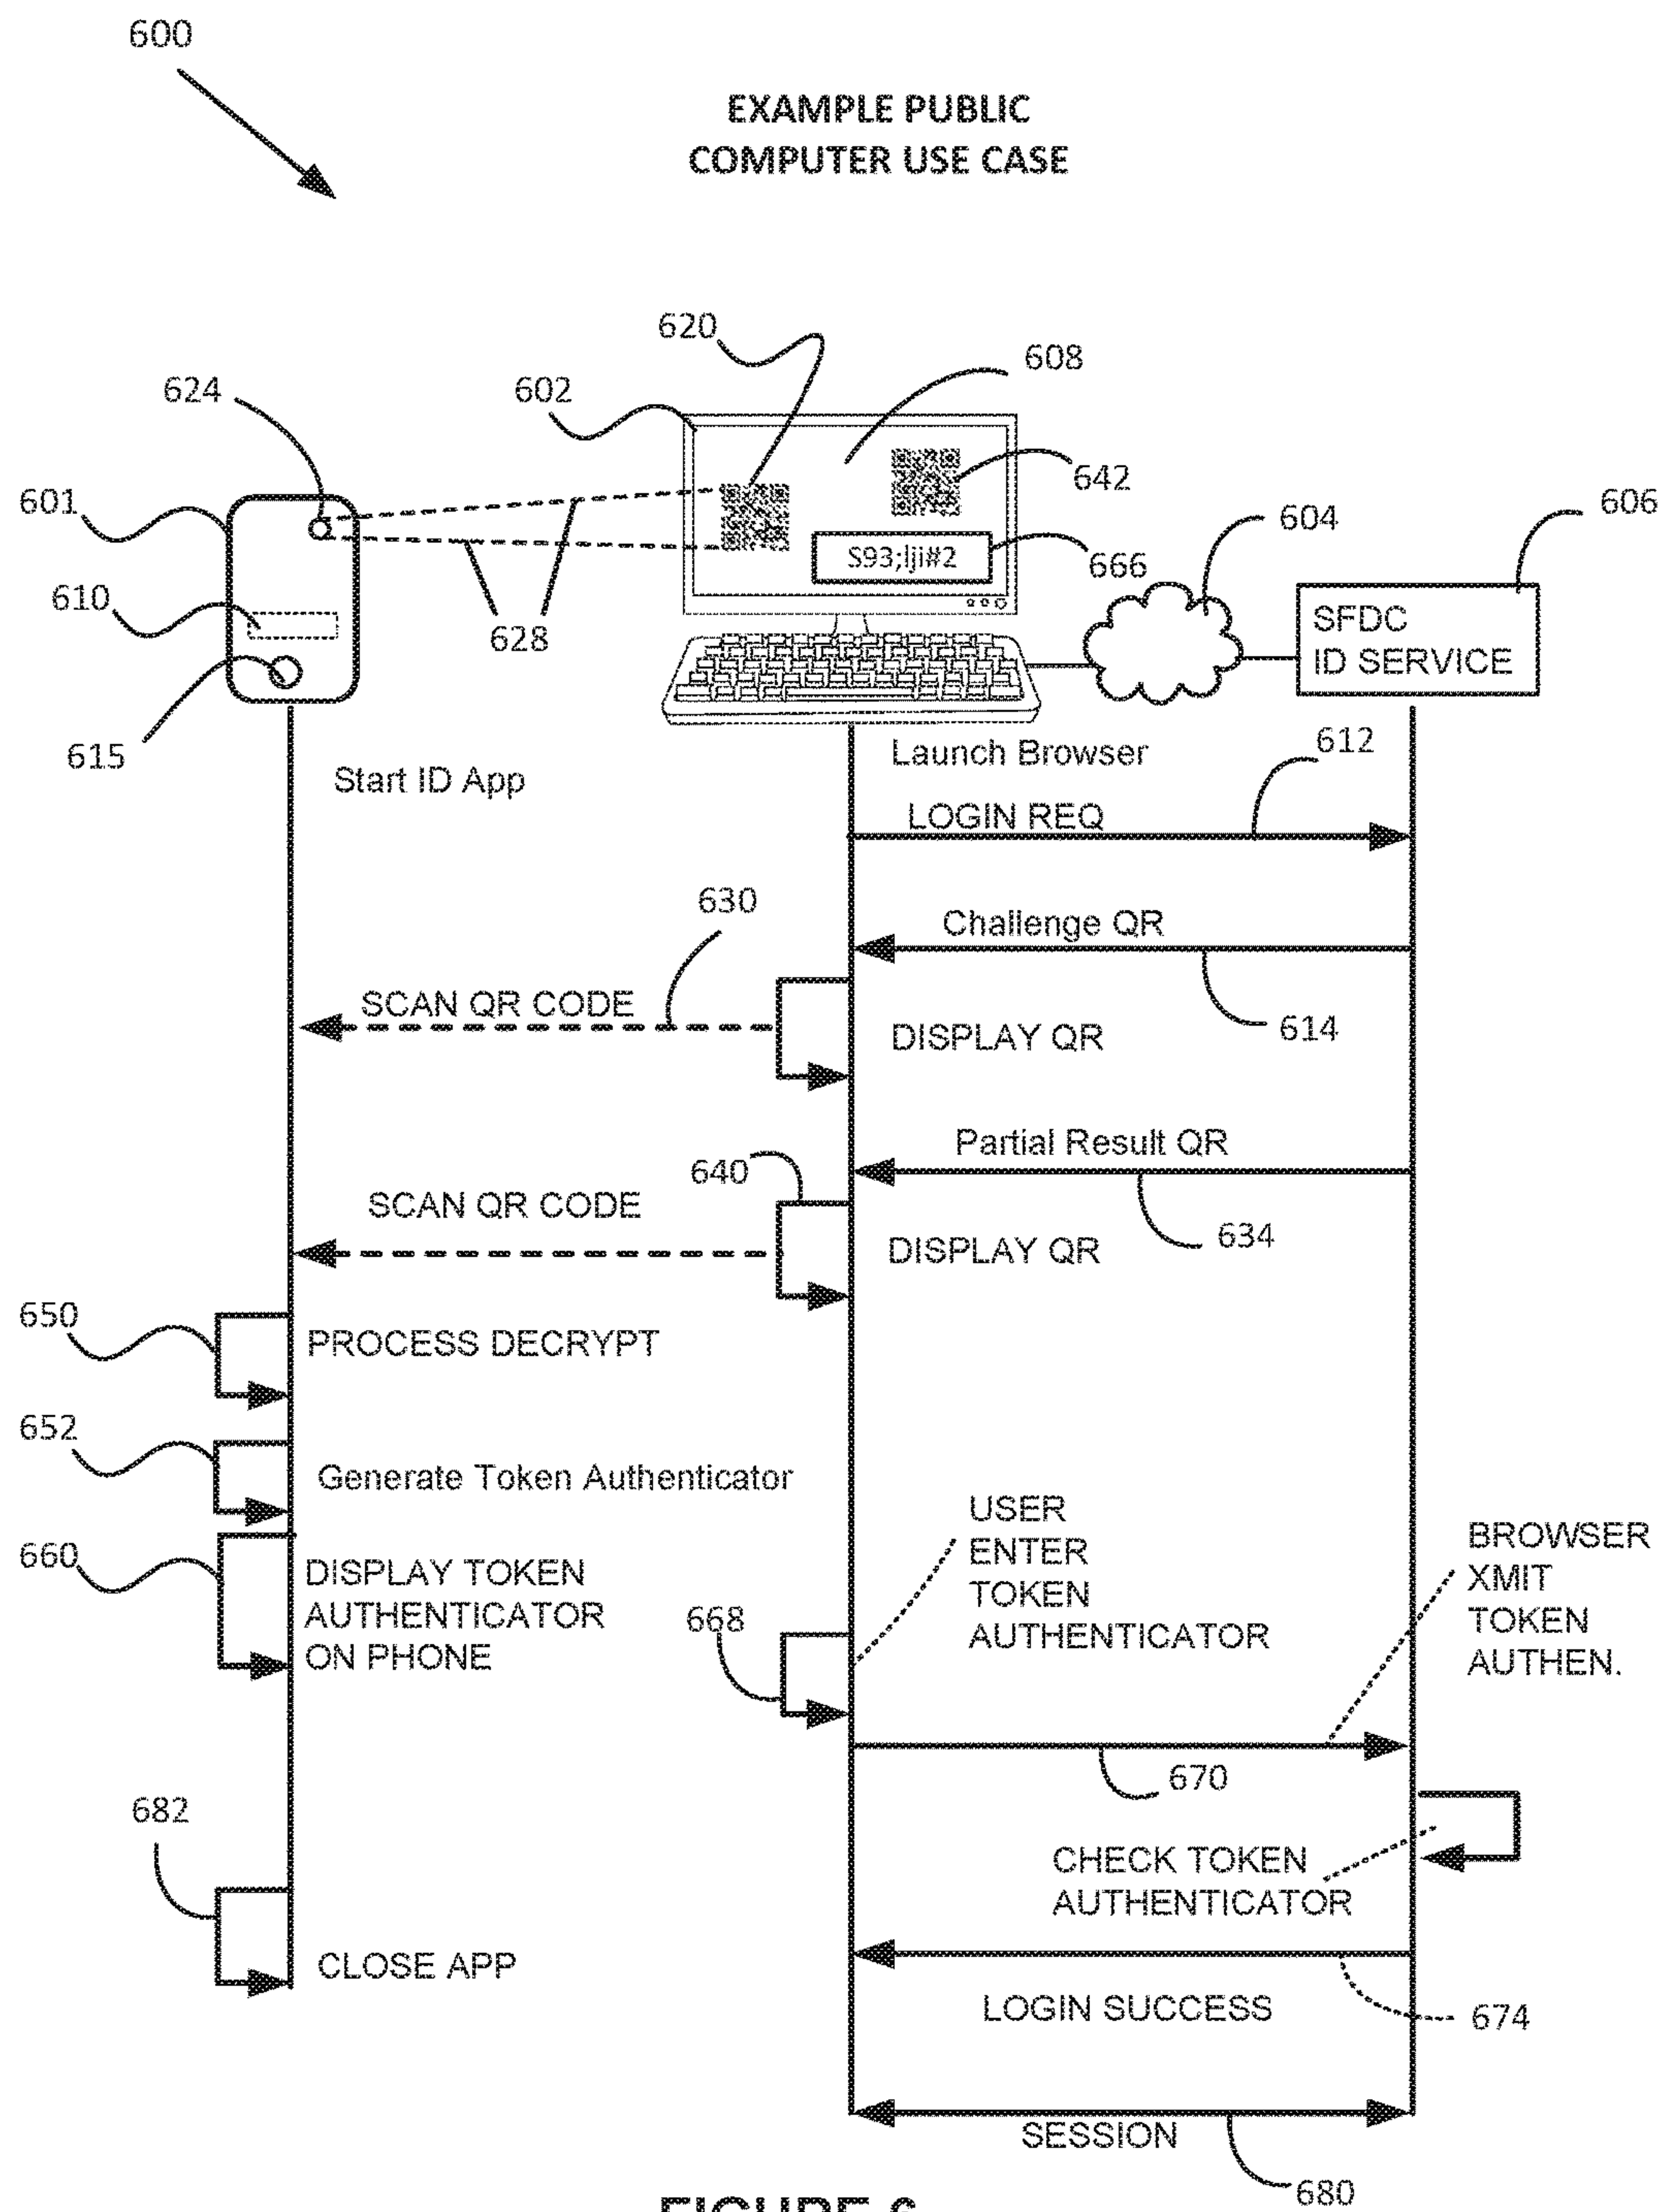 600
EXAMPLE PUBLIC
COMPUTER USE CASE
620
608
624
602
642
601
604
606
S93;lji#2
666
610
628
SFDC
ID SERVICE
615
Start ID App
Launch Browser
612
LOGIN REQ
630
Challenge QR
SCAN QR CODE
614
DISPLAY QR
Partial Result QR
640
SCAN QR CODE
634
DISPLAY QR
650
PROCESS DECRYPT
652
Generate Token Authenticator
USER
ENTER
TOKEN
AUTHENTICATOR
BROWSER
XMIT
TOKEN
AUTHEN.
660
DISPLAY TOKEN
AUTHENTICATOR
ON PHONE
668
670
682
CHECK TOKEN
AUTHENTICATOR
CLOSE APP
LOGIN SUCCESS
674
SESSION
680
FIGURE 6